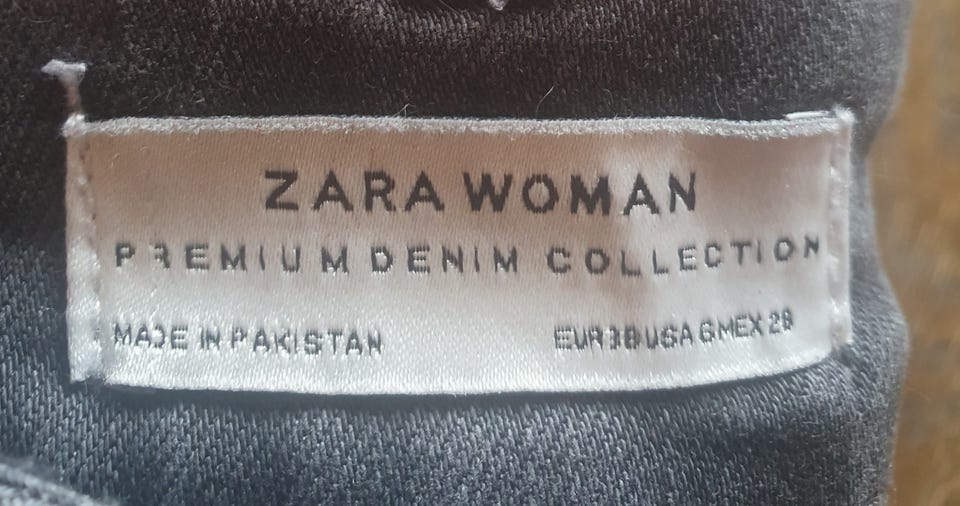 ZARA WOMAN
PREMIUM DENIM COLLECTION
MADE IN PAKISTAN
EUR 38 USA 6 MEX 28